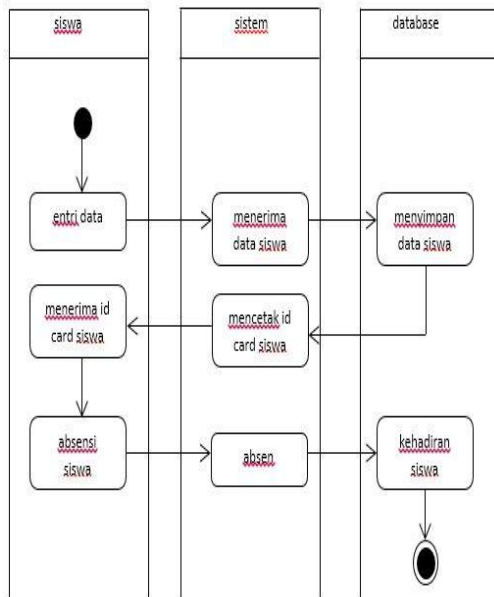 siswa
sistem
database
entri data
menerima
data siswa
menyimpan
data siswa
menerima id
card siswa
mencetak id
card siswa
absensi
siswa
absen
kehadiran
siswa